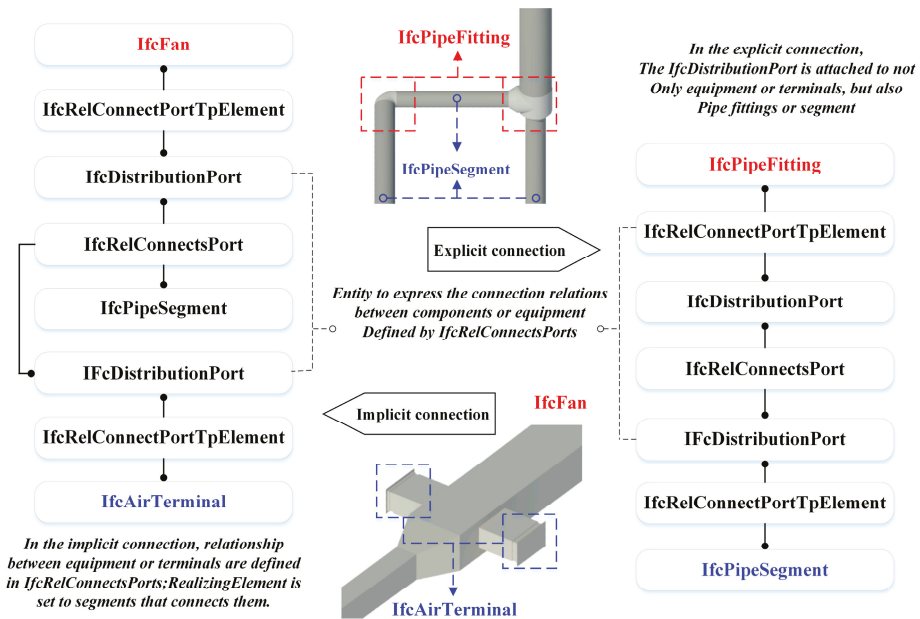 IfcFan
IfcRelConnectPortTpElement
IfcDistributionPort
IfcRelConnectsPort
IfcPipeSegment
IFcDistributionPort
IfcRelConnectPortTpElement
IfcAirTerminal
In the implicit connection, relationship
between equipment or terminals are defined
in IfcRelConnectsPorts;RealizingElement is
set to segments that connects them.
IfcPipeFitting
IfcPipeSegment
Explicit connection
Entity to express the connection relations
between components or equipment
Defined by IfcRelConnectsPorts
Implicit connection
IfcFan
IfcAirTerminal
In the explicit connection,
The IfcDistributionPort is attached to not
Only equipment or terminals, but also
Pipe fittings or segment
IfcPipeFitting
IfcRelConnectPortTpElement
IfcDistributionPort
IfcRelConnectsPort
IFcDistributionPort
IfcRelConnectPortTpElement
IfcPipeSegment